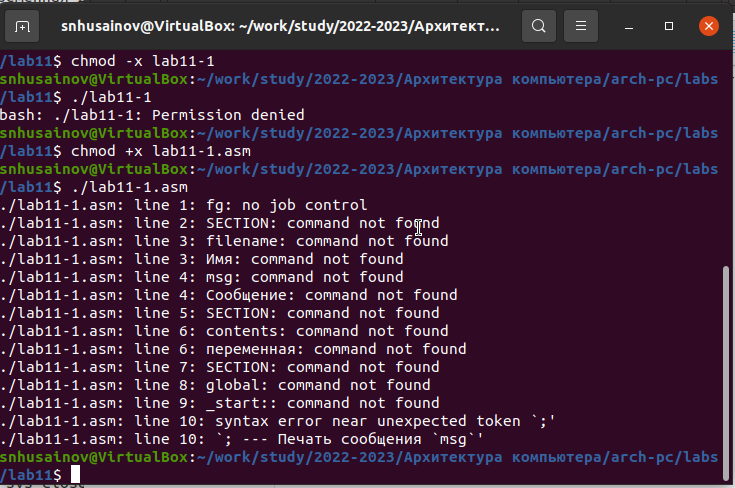 snhusainov@VirtualBox: ~/work/study/2022-2023/Архитект...
/lab11$ chmod -x lab11-1
snhusainov@VirtualBox:~/work/study/2022-2023/Архитектура компьютера/arch-pc/labs
/lab11$ ./lab11-1
bash: ./lab11-1: Permission denied
snhusainov@VirtualBox:~/work/study/2022-2023/Архитектура компьютера/arch-pc/labs
/lab11$ chmod +x lab11-1.asm
snhusainov@VirtualBox:~/work/study/2022-2023/Архитектура компьютера/arch-pc/labs
/lab11$ ./lab11-1.asm
./lab11-1.asm: line 1: fg: no job control
./lab11-1.asm: line 2: SECTION: command not found
./lab11-1.asm: line 3: filename: command not found
./lab11-1.asm: line 3: Имя: command not found
./lab11-1.asm: line 4: msg: command not found
./lab11-1.asm: line 4: Сообщение: command not found
./lab11-1.asm: line 5: SECTION: command not found
./lab11-1.asm: line 6: contents: command not found
./lab11-1.asm: line 6: переменная: command not found
./lab11-1.asm: line 7: SECTION: command not found
./lab11-1.asm: line 8: global: command not found
./lab11-1.asm: line 9: _start:: command not found
./lab11-1.asm: line 10: syntax error near unexpected token `;'
./lab11-1.asm: line 10: `; --- Печать сообщения `msg`'
snhusainov@VirtualBox:~/work/study/2022-2023/Архитектура компьютера/arch-pc/labs
/lab11$